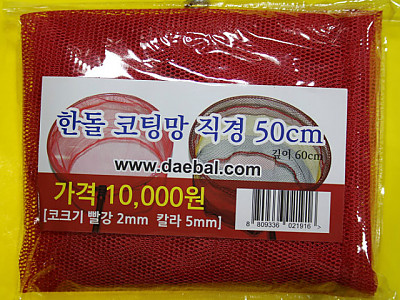 한돌 코팅망 직경 50cm
깊이 60cm
www.daebal.com
가격 10,000원
[코크기 빨강 2mm 칼라 5mm]
8 809336 021916 >